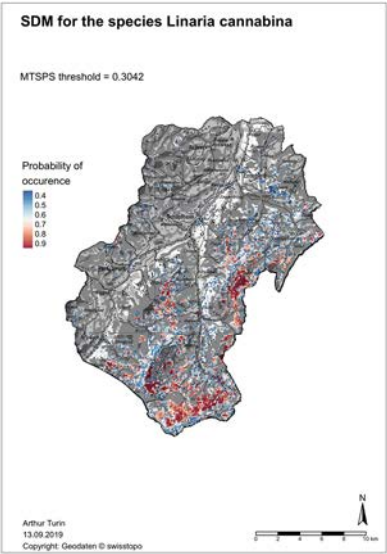 SDM for the species Linaria cannabina
MTSPS threshold = 0.3042
Probability of
occurence
0.4
0.5
0.6
0.7
0.8
0.9
Arthur Turin
13.09.2019
Copyright: Geodaten © swisstopo
N
0 2 4 6 8 10 km